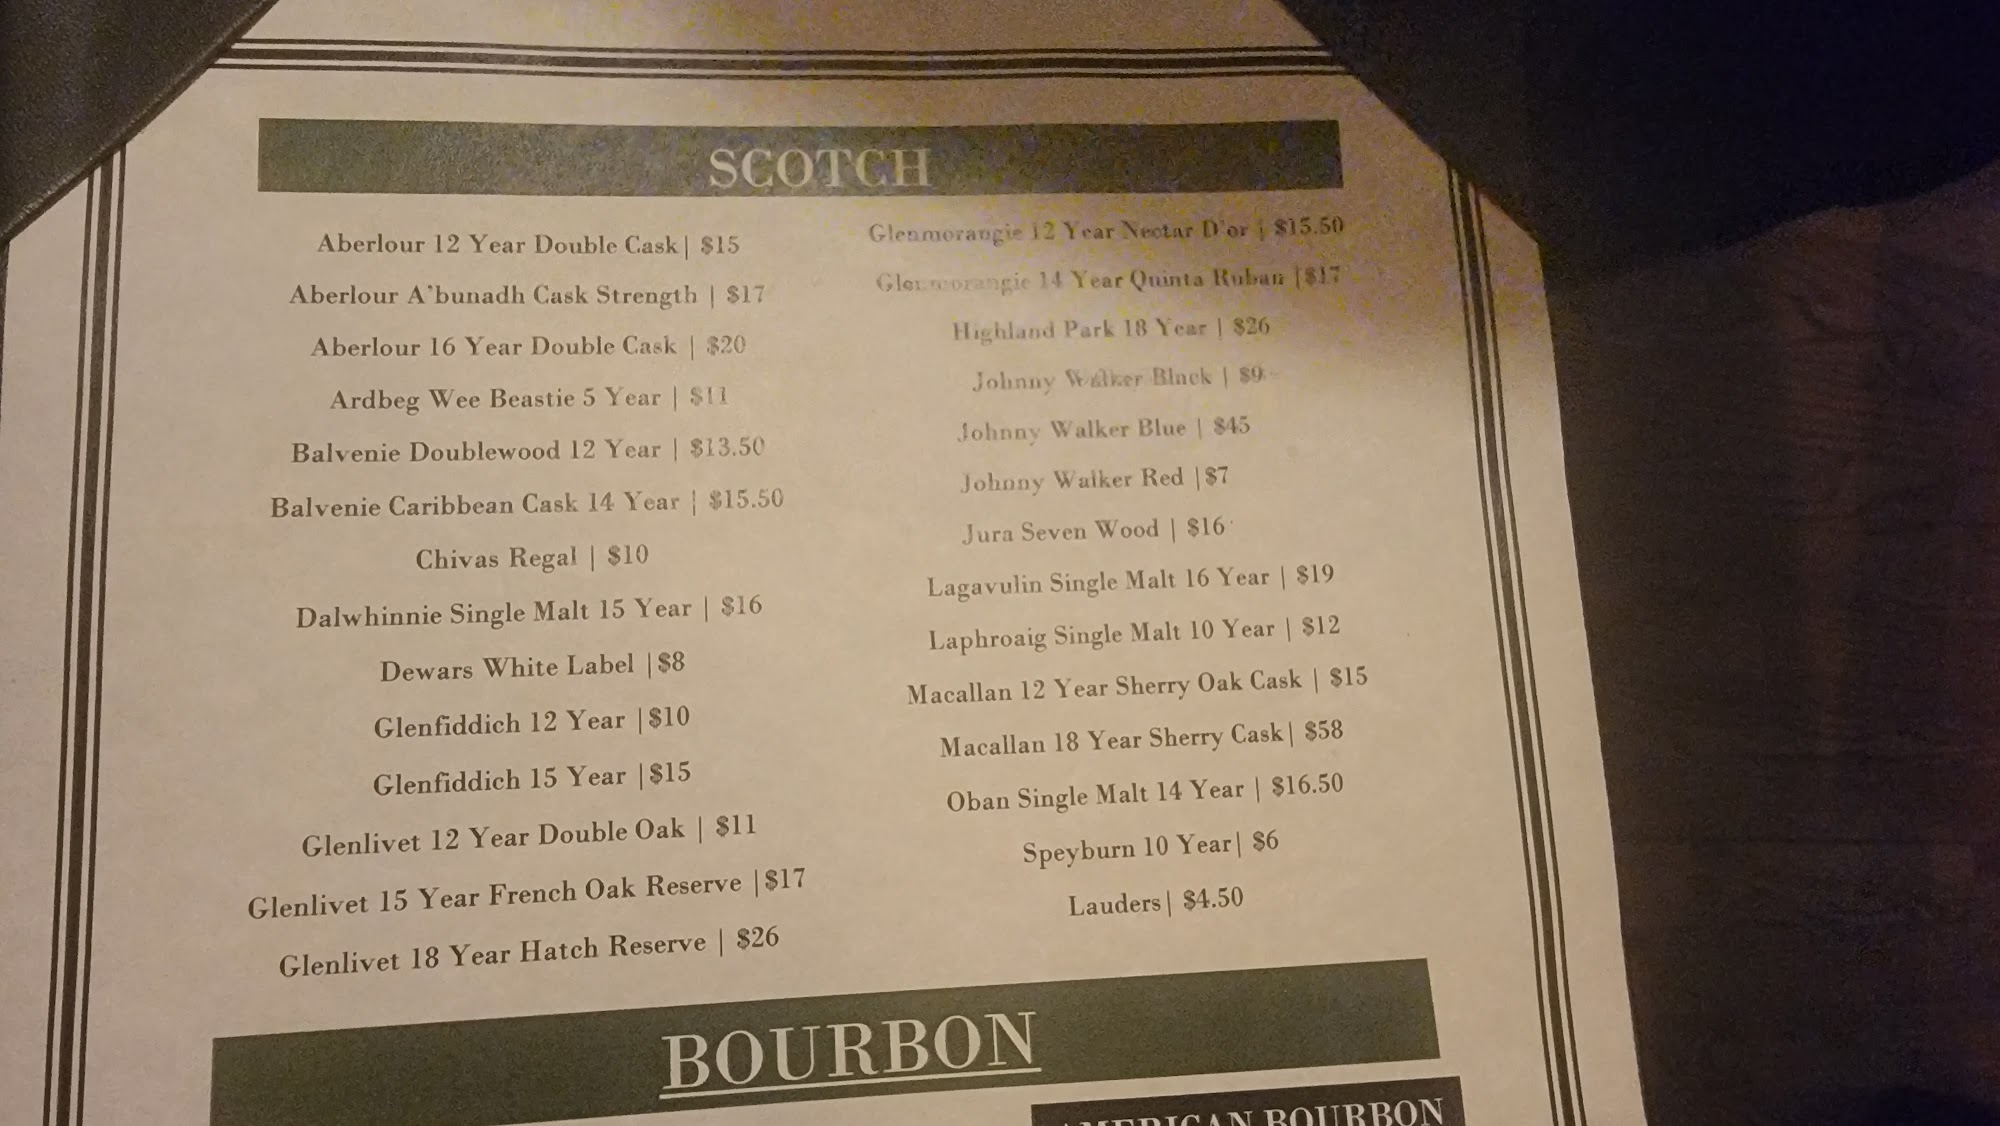 SCOTCH
Aberlour 12 Year Double Cask| $15
Aberlour A'bunadh Cask Strength | $17
Aberlour 16 Year Double Cask | $20
Ardbeg Wee Beastie 5 Year | $11
Balvenie Doublewood 12 Year | $13.50
Balvenie Caribbean Cask 14 Year | $15.50
Chivas Regal | $10
Dalwhinnie Single Malt 15 Year | $16
Dewars White Label |$8
Glenfiddich 12 Year |$10
Glenfiddich 15 Year |$15
Glenlivet 12 Year Double Oak | $11
Glenlivet 15 Year French Oak Reserve |$17
Glenlivet 18 Year Hatch Reserve | $26
Glenmorangie 12 Year Nectar D'or | $15.50
Glenmorangie 14 Year Quinta Ruban |$17
Highland Park 18 Year | $26
Johnny Walker Black | $9
Johnny Walker Blue | $45
Johnny Walker Red |$7
Jura Seven Wood | $16
Lagavulin Single Malt 16 Year | $19
Laphroaig Single Malt 10 Year | $12
Macallan 12 Year Sherry Oak Cask | $15
Macallan 18 Year Sherry Cask| $58
Oban Single Malt 14 Year | $16.50
Speyburn 10 Year| $6
Lauders| $4.50
BOURBON
AMERICAN BOURBON